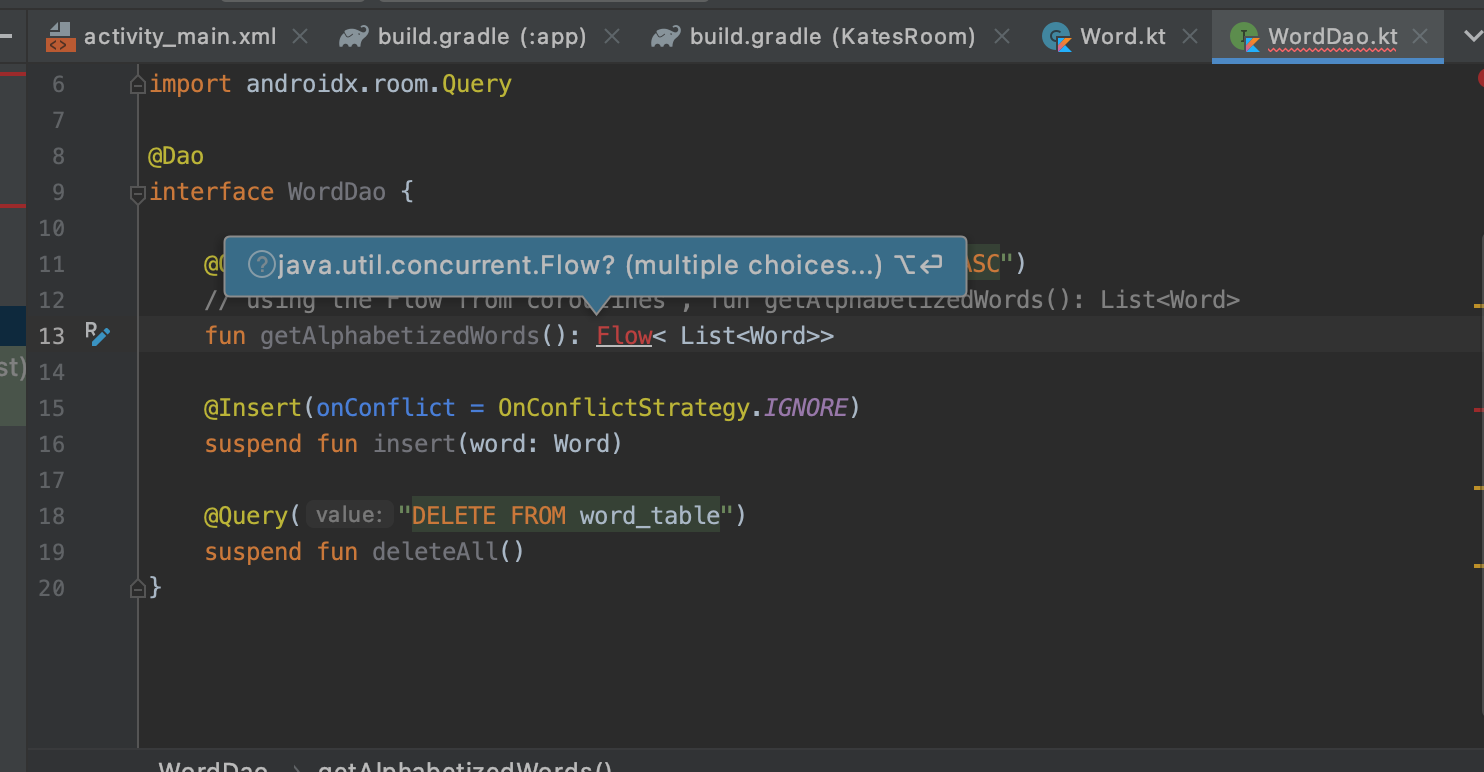 activity_main.xml build.gradle (:app) build.gradle (KatesRoom) Word.kt WordDao.kt
6 import androidx.room.Query
7
8 @Dao
9 interface WordDao {
10
java.util.concurrent.Flow? (multiple choices...) ⌥⏎
11 ASC")
12 // using the Flow from coroutines , fun getAlphabetizedWords(): List<Word>
13 fun getAlphabetizedWords(): Flow< List<Word>>
14
15 @Insert(onConflict = OnConflictStrategy.IGNORE)
16 suspend fun insert(word: Word)
17
18 @Query( value: "DELETE FROM word_table")
19 suspend fun deleteAll()
20 }
st)
WordDao › getAlphabetizedWords()